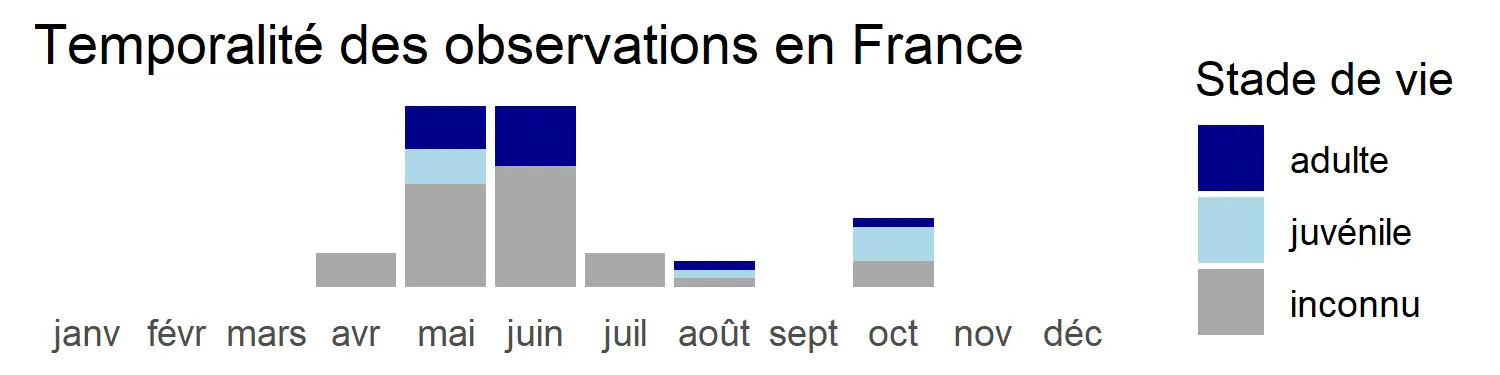 Temporalité des observations en France
Stade de vie
adulte
juvénile
inconnu
janv févr mars avr mai juin juil août sept oct nov déc